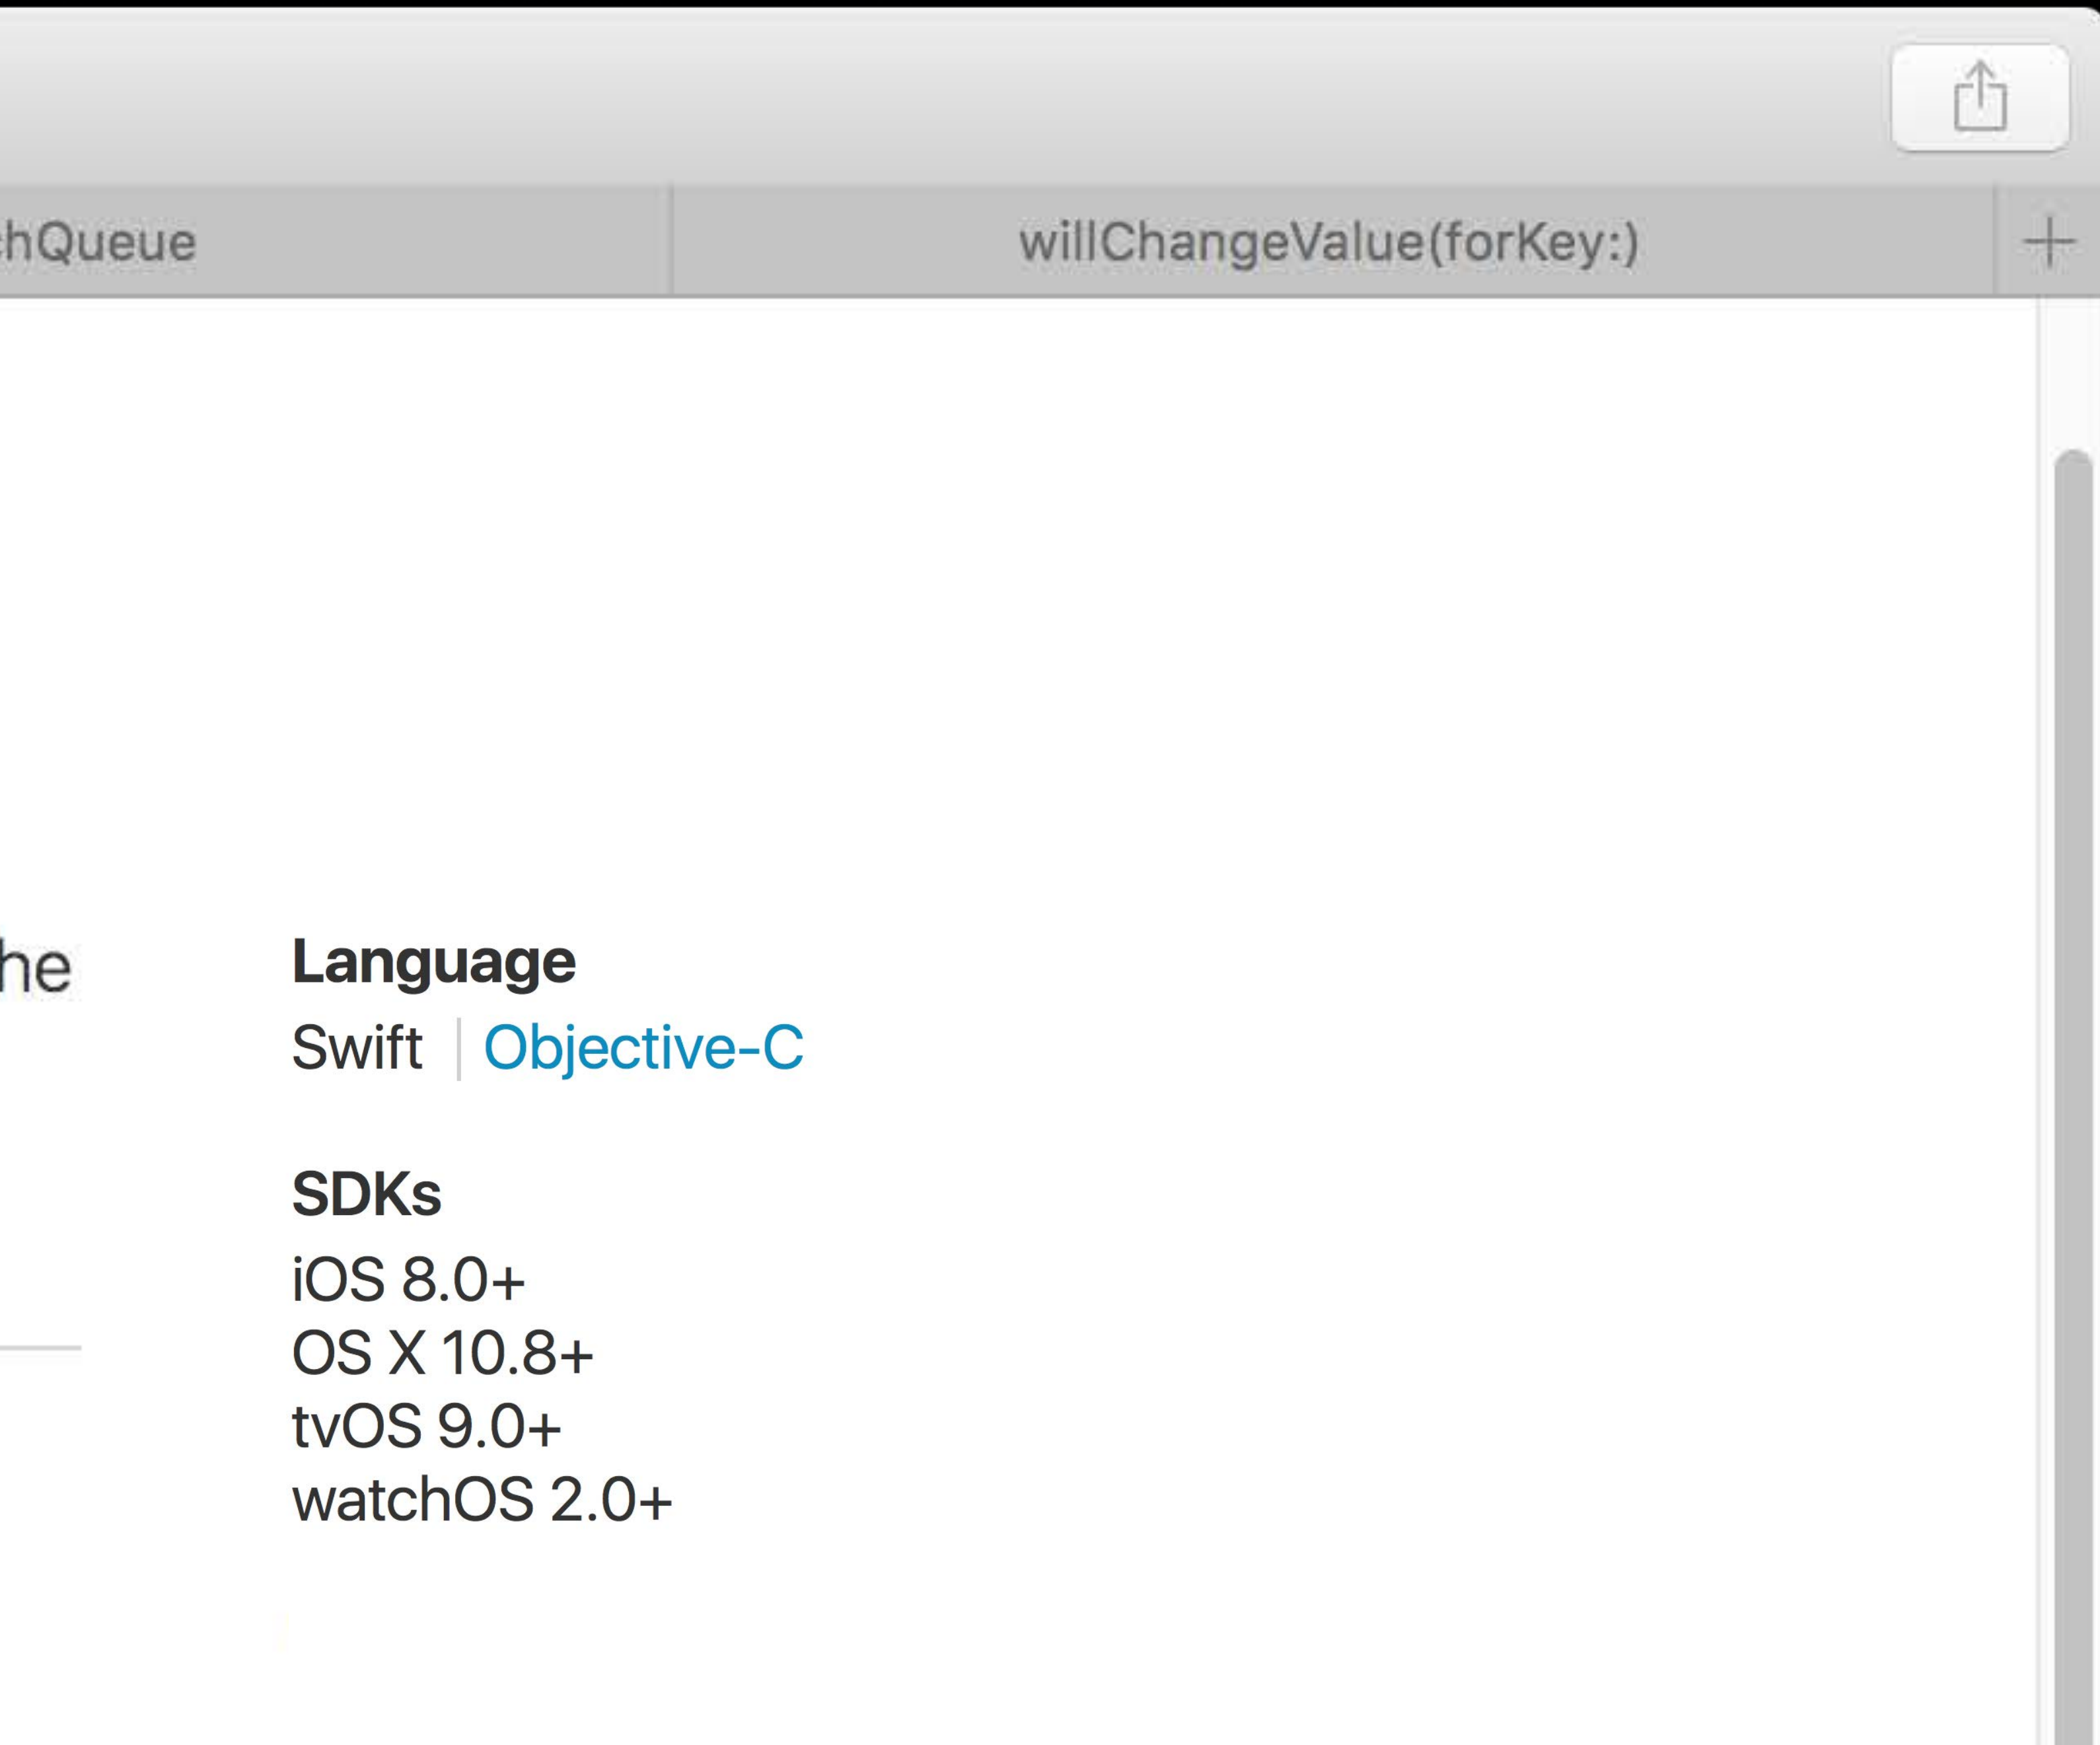 hQueue
willChangeValue(forKey:)
he
Language
Swift
Objective-C
SDKs
iOS 8.0+
OS X 10.8+
tvOS 9.0+
watchOS 2.0+